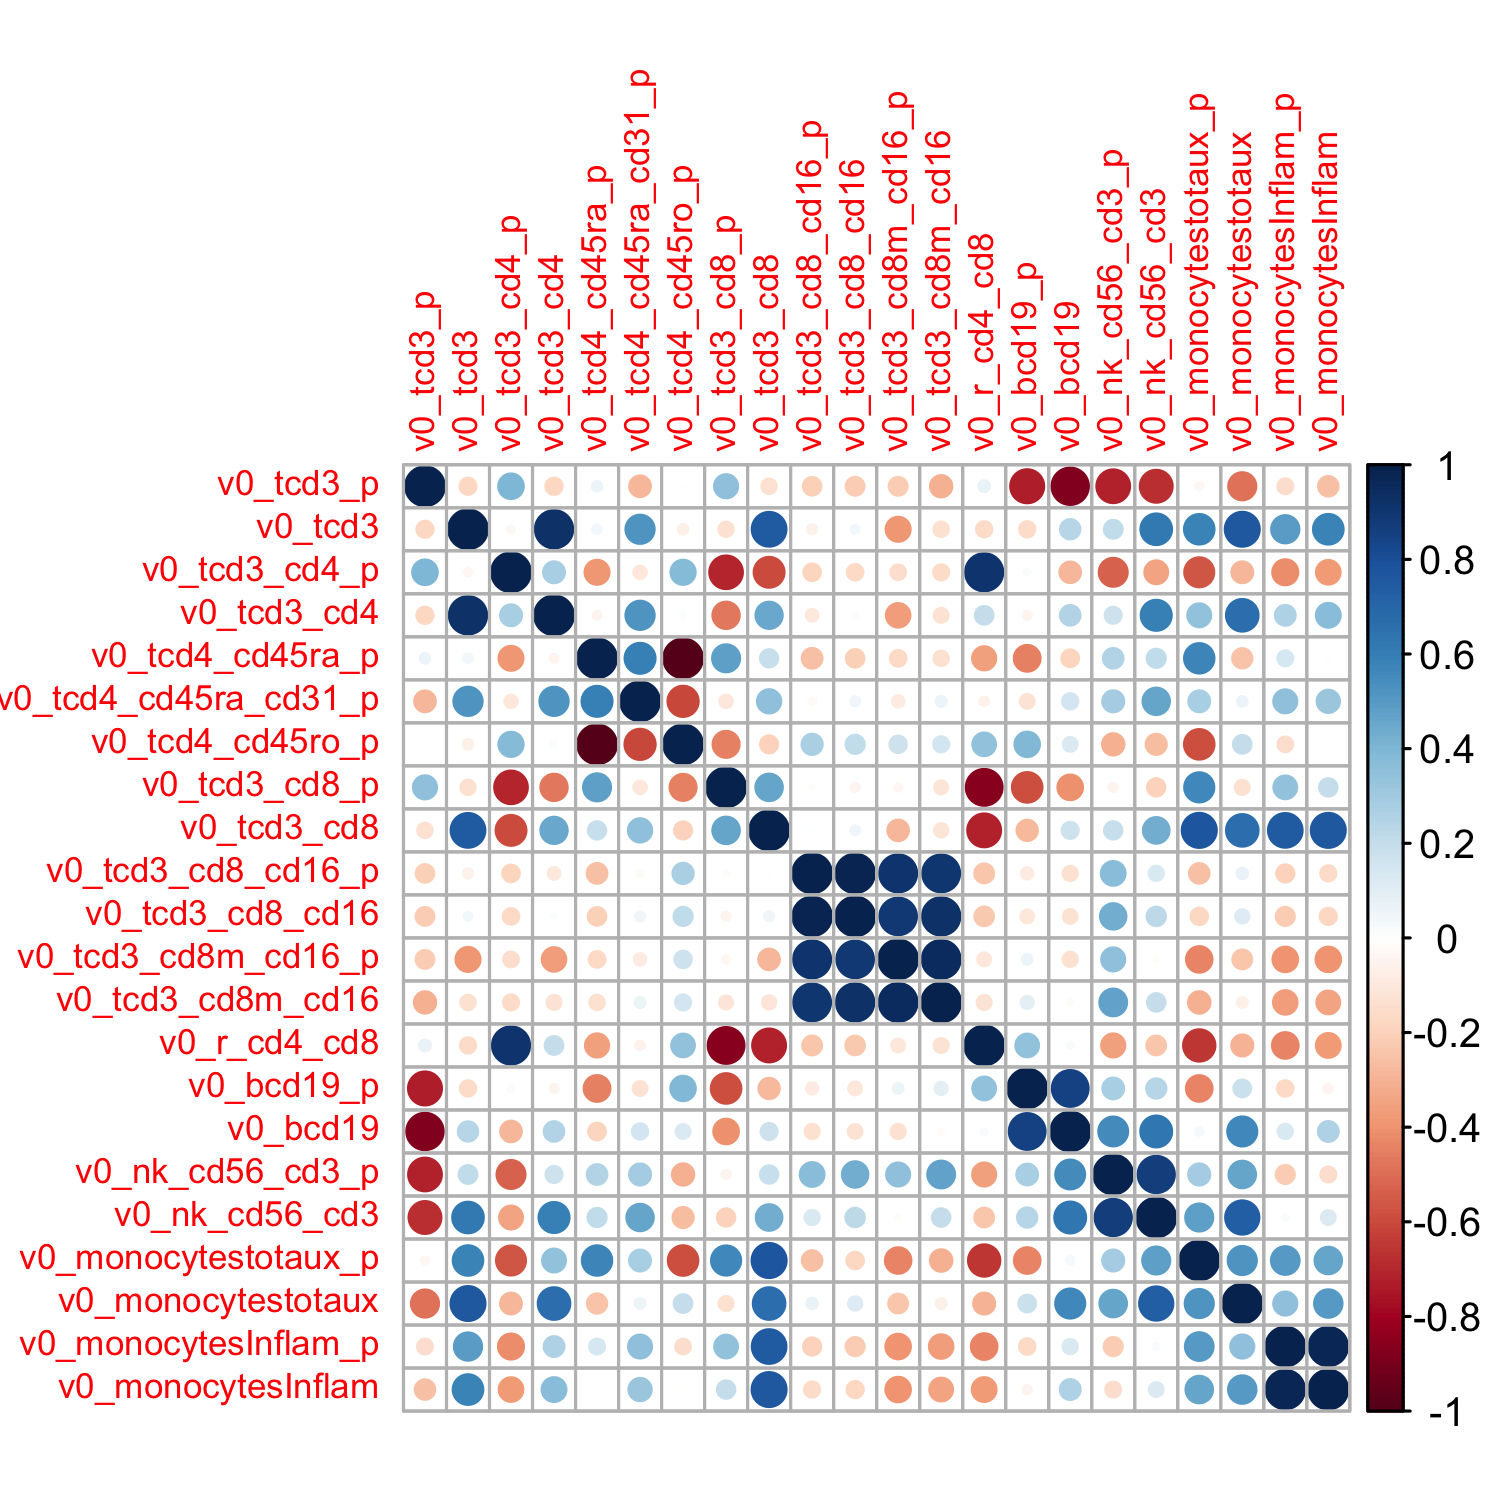 v0_tcd3_p
v0_tcd3
v0_tcd3_cd4_p
v0_tcd3_cd4
v0_tcd4_cd45ra_p
v0_tcd4_cd45ra_cd31_p
v0_tcd4_cd45ro_p
v0_tcd3_cd8_p
v0_tcd3_cd8
v0_tcd3_cd8_cd16_p
v0_tcd3_cd8_cd16
v0_tcd3_cd8m_cd16_p
v0_tcd3_cd8m_cd16
v0_r_cd4_cd8
v0_bcd19_p
v0_bcd19
v0_nk_cd56_cd3_p
v0_nk_cd56_cd3
v0_monocytestotaux_p
v0_monocytestotaux
v0_monocytesInflam_p
v0_monocytesInflam
v0_tcd3_p
v0_tcd3
v0_tcd3_cd4_p
v0_tcd3_cd4
v0_tcd4_cd45ra_p
v0_tcd4_cd45ra_cd31_p
v0_tcd4_cd45ro_p
v0_tcd3_cd8_p
v0_tcd3_cd8
v0_tcd3_cd8_cd16_p
v0_tcd3_cd8_cd16
v0_tcd3_cd8m_cd16_p
v0_tcd3_cd8m_cd16
v0_r_cd4_cd8
v0_bcd19_p
v0_bcd19
v0_nk_cd56_cd3_p
v0_nk_cd56_cd3
v0_monocytestotaux_p
v0_monocytestotaux
v0_monocytesInflam_p
v0_monocytesInflam
1
0.8
0.6
0.4
0.2
0
-0.2
-0.4
-0.6
-0.8
-1